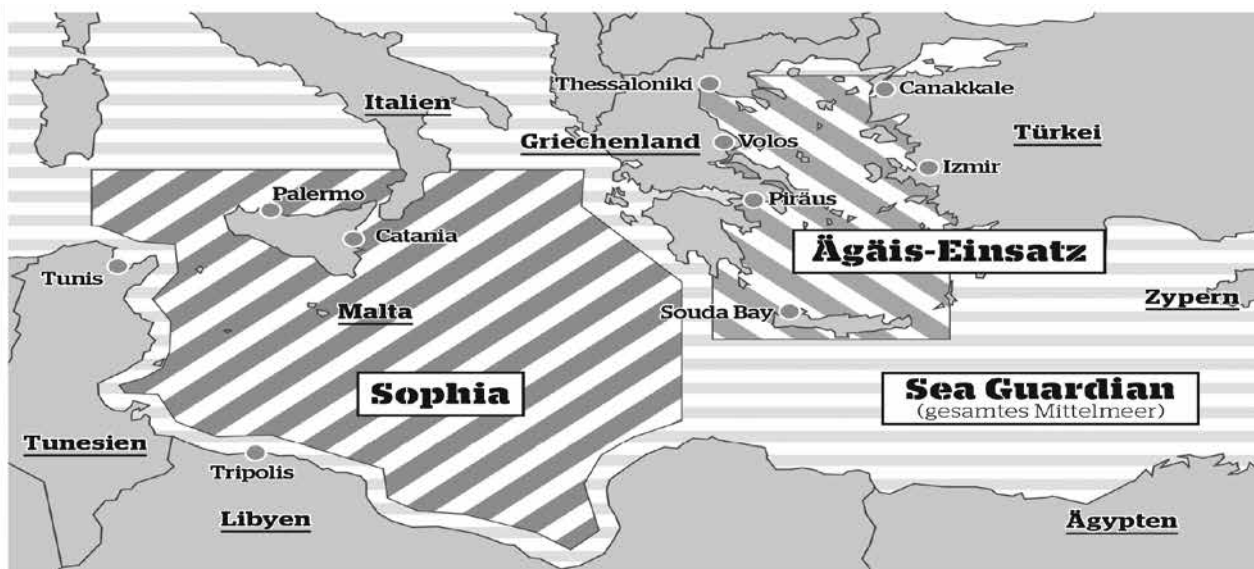 Thessaloniki
Canakkale
Italien
Griechenland
Volos
Türkei
Izmir
Palermo
Piräus
Catania
Ägäis-Einsatz
Tunis
Zypern
Malta
Souda Bay
Sophia
Sea Guardian
(gesamtes Mittelmeer)
Tunesien
Tripolis
Libyen
Ägypten